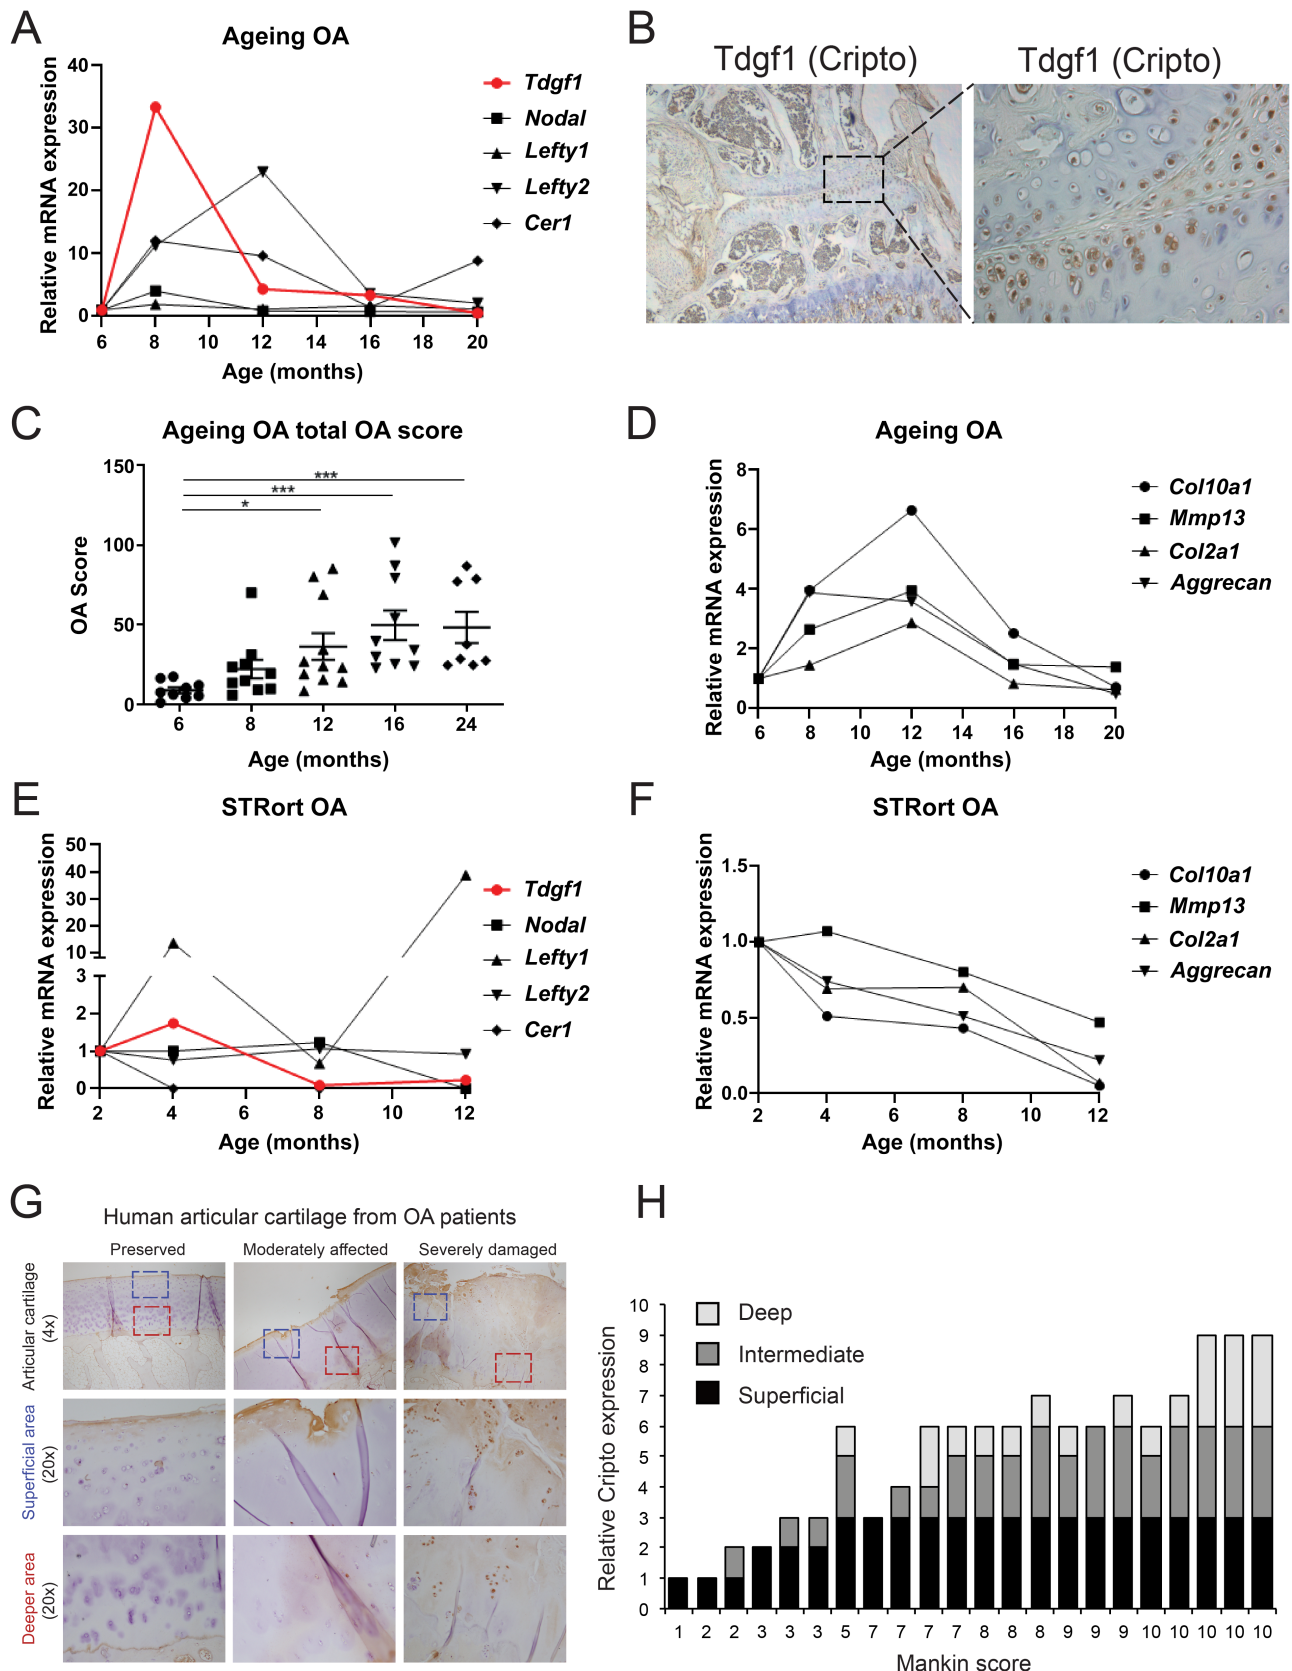 A
Ageing OA
Relative mRNA expression
40
30
20
10
0
6 8 10 12 14 16 18 20
Age (months)
Tdgf1
Nodal
Lefty1
Lefty2
Cer1
B
Tdgf1 (Cripto)
Tdgf1 (Cripto)
C
Ageing OA total OA score
OA Score
150
100
50
0
***
***
*
6 8 12 16 24
Age (months)
D
Ageing OA
Relative mRNA expression
8
6
4
2
0
6 8 10 12 14 16 18 20
Age (months)
Col10a1
Mmp13
Col2a1
Aggrecan
E
STRort OA
Relative mRNA expression
50
40
30
20
10
3
2
1
0
2 4 6 8 10 12
Age (months)
Tdgf1
Nodal
Lefty1
Lefty2
Cer1
F
STRort OA
Relative mRNA expression
1.5
1.0
0.5
0.0
2 4 6 8 10 12
Age (months)
Col10a1
Mmp13
Col2a1
Aggrecan
G
Human articular cartilage from OA patients
Preserved Moderately affected Severely damaged
Articular cartilage
(4x)
Superficial area
(20x)
Deeper area
(20x)
H
Relative Cripto expression
10
9
8
7
6
5
4
3
2
1
0
Deep
Intermediate
Superficial
1 2 2 3 3 3 5 7 7 7 7 8 8 8 9 9 9 10 10 10 10 10
Mankin score